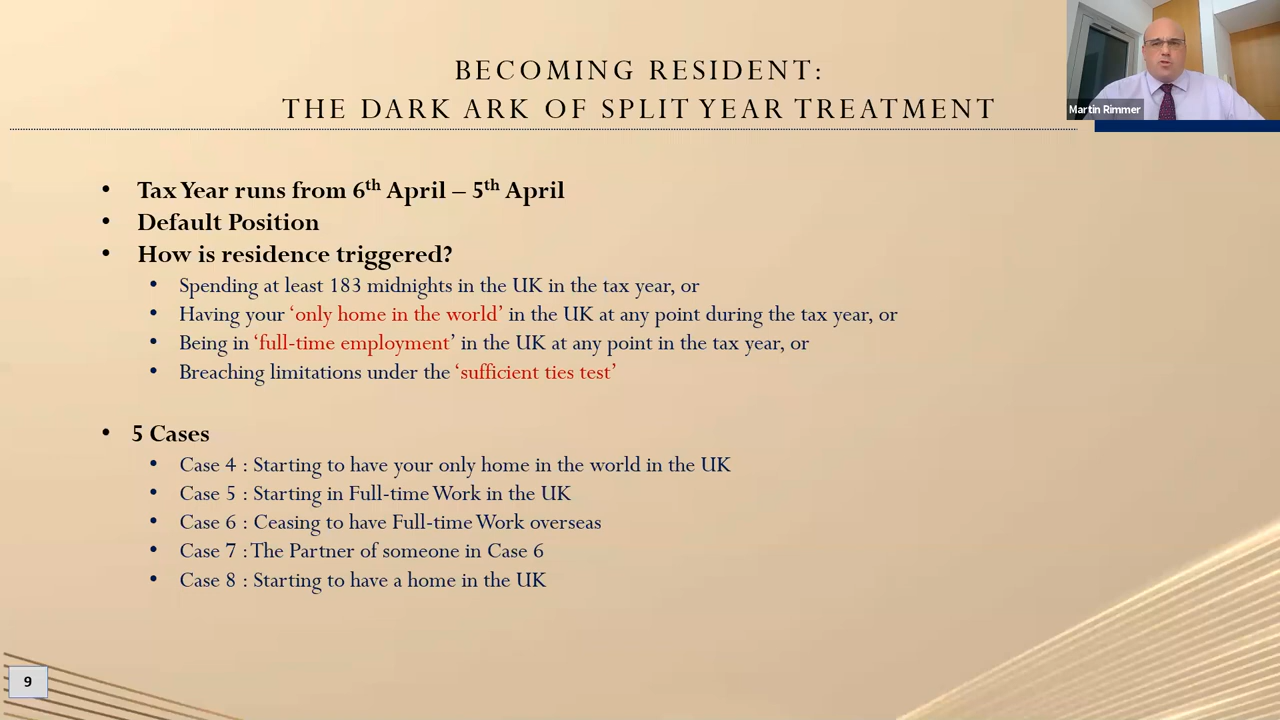 BECOMING RESIDENT:
THE DARK ARK OF SPLIT YEAR TREATMENT
Martin Rimmer
• Tax Year runs from 6th April – 5th April
• Default Position
• How is residence triggered?
• Spending at least 183 midnights in the UK in the tax year, or
• Having your ‘only home in the world’ in the UK at any point during the tax year, or
• Being in ‘full-time employment’ in the UK at any point in the tax year, or
• Breaching limitations under the ‘sufficient ties test’
• 5 Cases
• Case 4 : Starting to have your only home in the world in the UK
• Case 5 : Starting in Full-time Work in the UK
• Case 6 : Ceasing to have Full-time Work overseas
• Case 7 : The Partner of someone in Case 6
• Case 8 : Starting to have a home in the UK
9